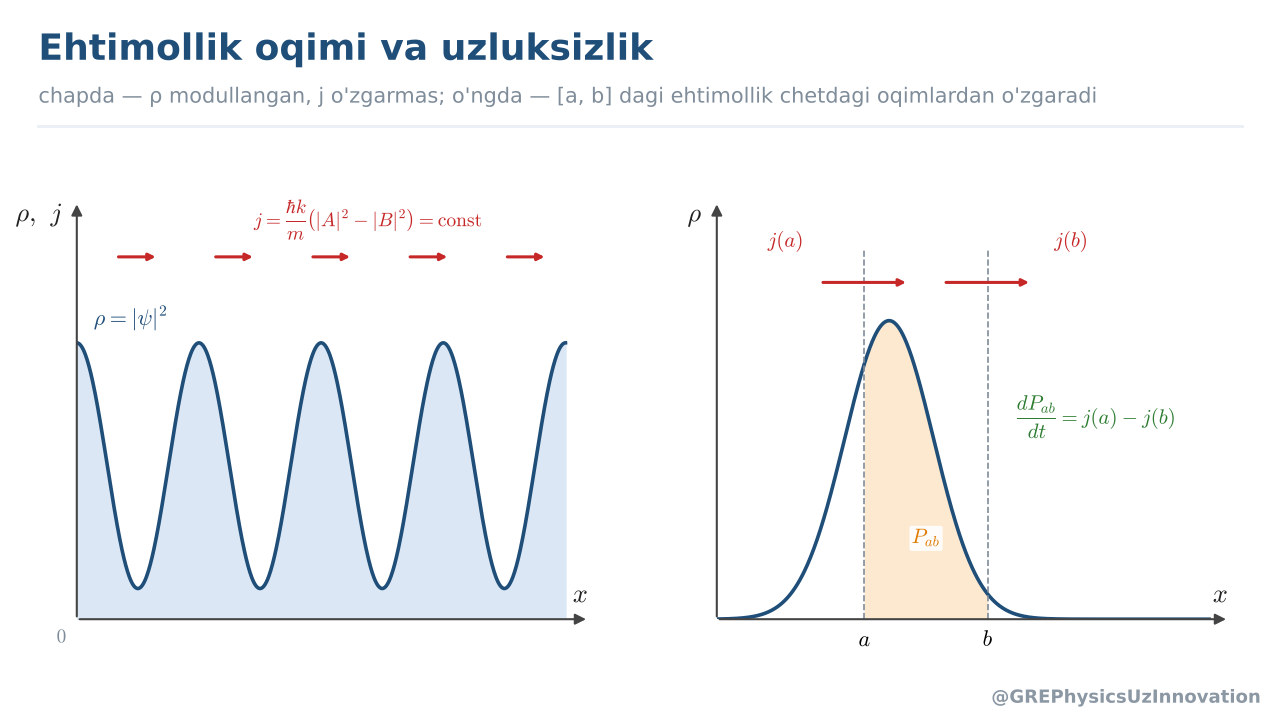 Ehtimollik oqimi va uzluksizlik
chapda — ρ modullangan, j o'zgarmas; o'ngda — [a, b] dagi ehtimollik chetdagi oqimlardan o'zgaradi
ρ, j
j = ħk/m (|A|² − |B|²) = const
ρ = |ψ|²
x
0
ρ
j(a)
j(b)
dP_ab/dt = j(a) − j(b)
P_ab
x
a
b
@GREPhysicsUzInnovation